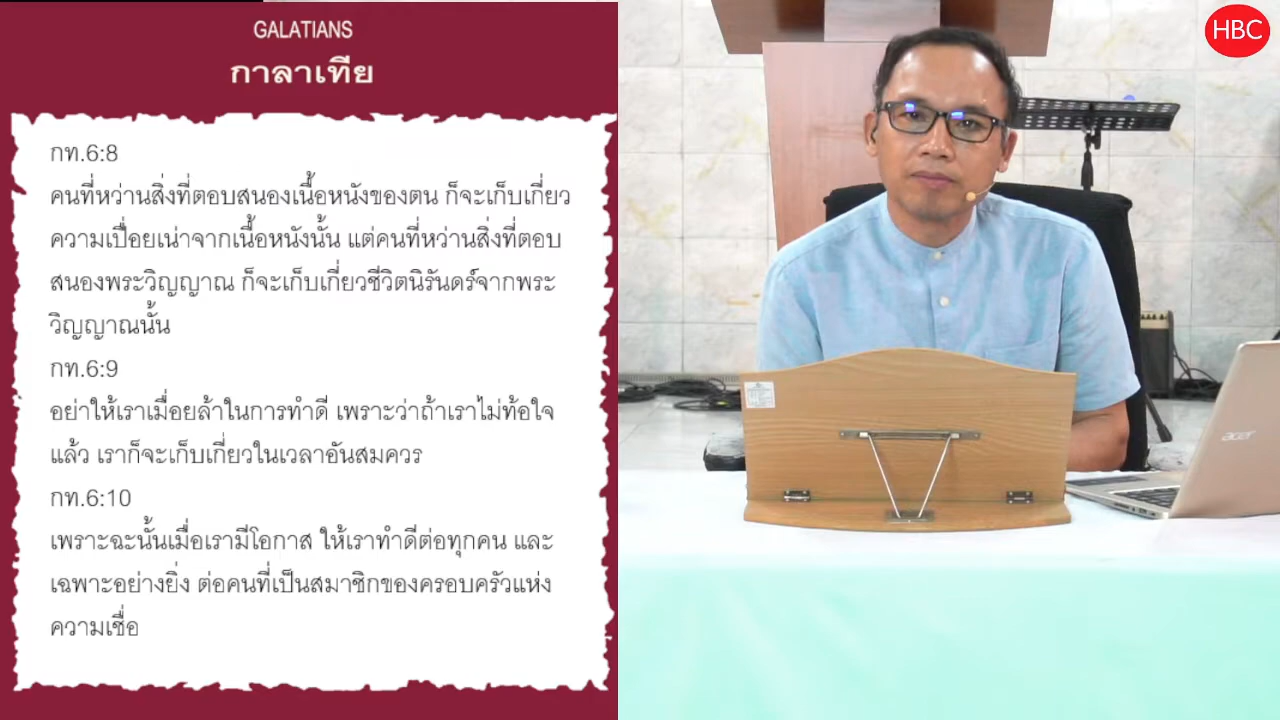 GALATIANS
กาลาเทีย
กท.6:8
คนที่หว่านสิ่งที่ตอบสนองเนื้อหนังของตน ก็จะเก็บเกี่ยว
ความเปื่อยเน่าจากเนื้อหนังนั้น แต่คนที่หว่านสิ่งที่ตอบ
สนองพระวิญญาณ ก็จะเก็บเกี่ยวชีวิตนิรันดร์จากพระ
วิญญาณนั้น
กท.6:9
อย่าให้เราเมื่อยล้าในการทำดี เพราะว่าถ้าเราไม่ท้อใจ
แล้ว เราก็จะเก็บเกี่ยวในเวลาอันสมควร
กท.6:10
เพราะฉะนั้นเมื่อเรามีโอกาส ให้เราทำดีต่อทุกคน และ
เฉพาะอย่างยิ่ง ต่อคนที่เป็นสมาชิกของครอบครัวแห่ง
ความเชื่อ
HBC
acer